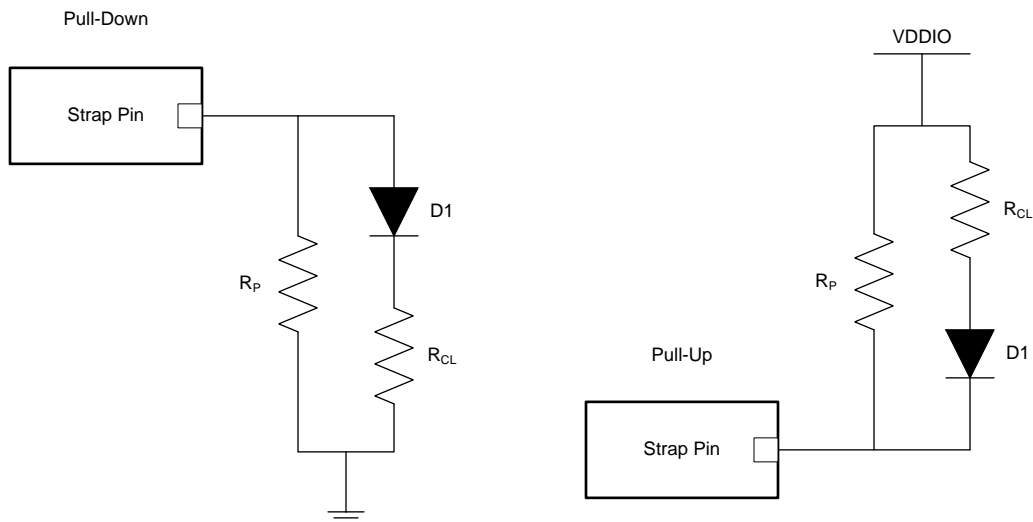 Pull-Down
Strap Pin
D1
RP
RCL
VDDIO
RCL
RP
D1
Pull-Up
Strap Pin